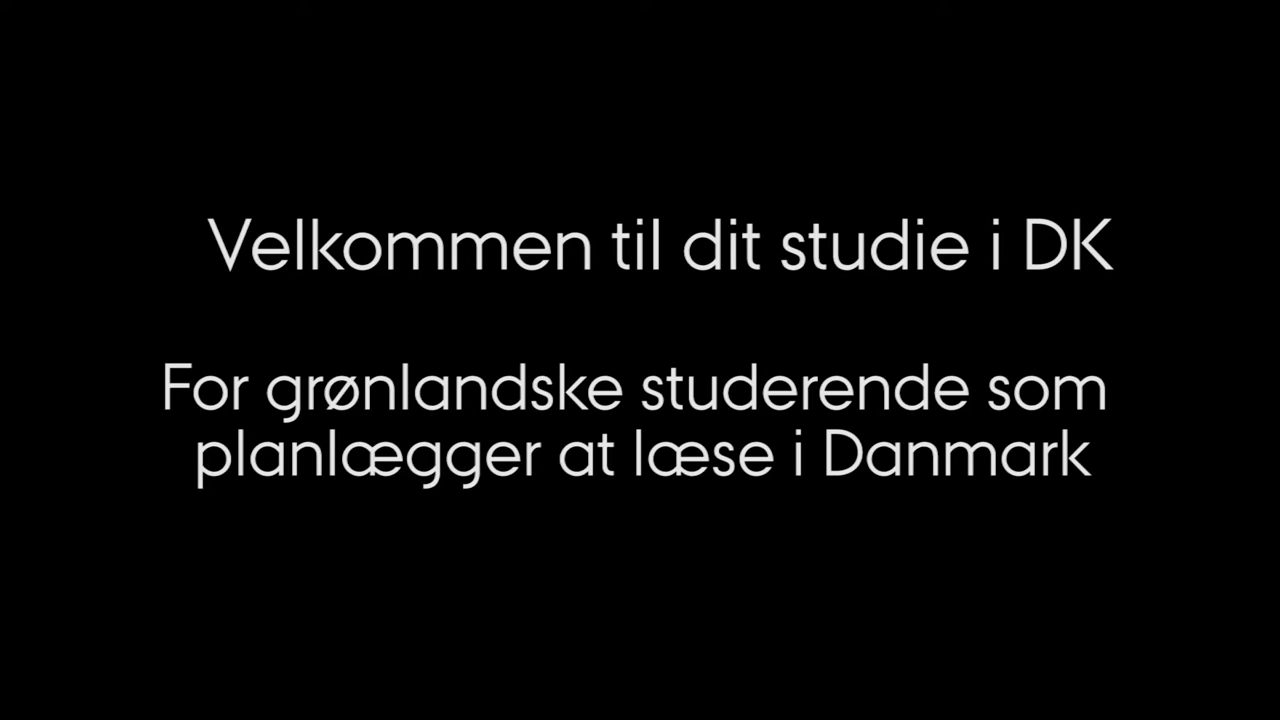 Velkommen til dit studie i DK
For grønlandske studerende som
planlægger at læse i Danmark